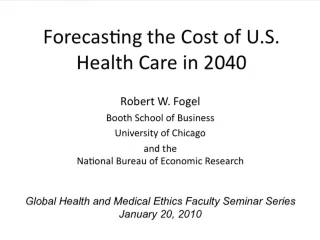 Forecasting the Cost of U.S.
Health Care in 2040
Robert W. Fogel
Booth School of Business
University of Chicago
and the
National Bureau of Economic Research
Global Health and Medical Ethics Faculty Seminar Series
January 20, 2010